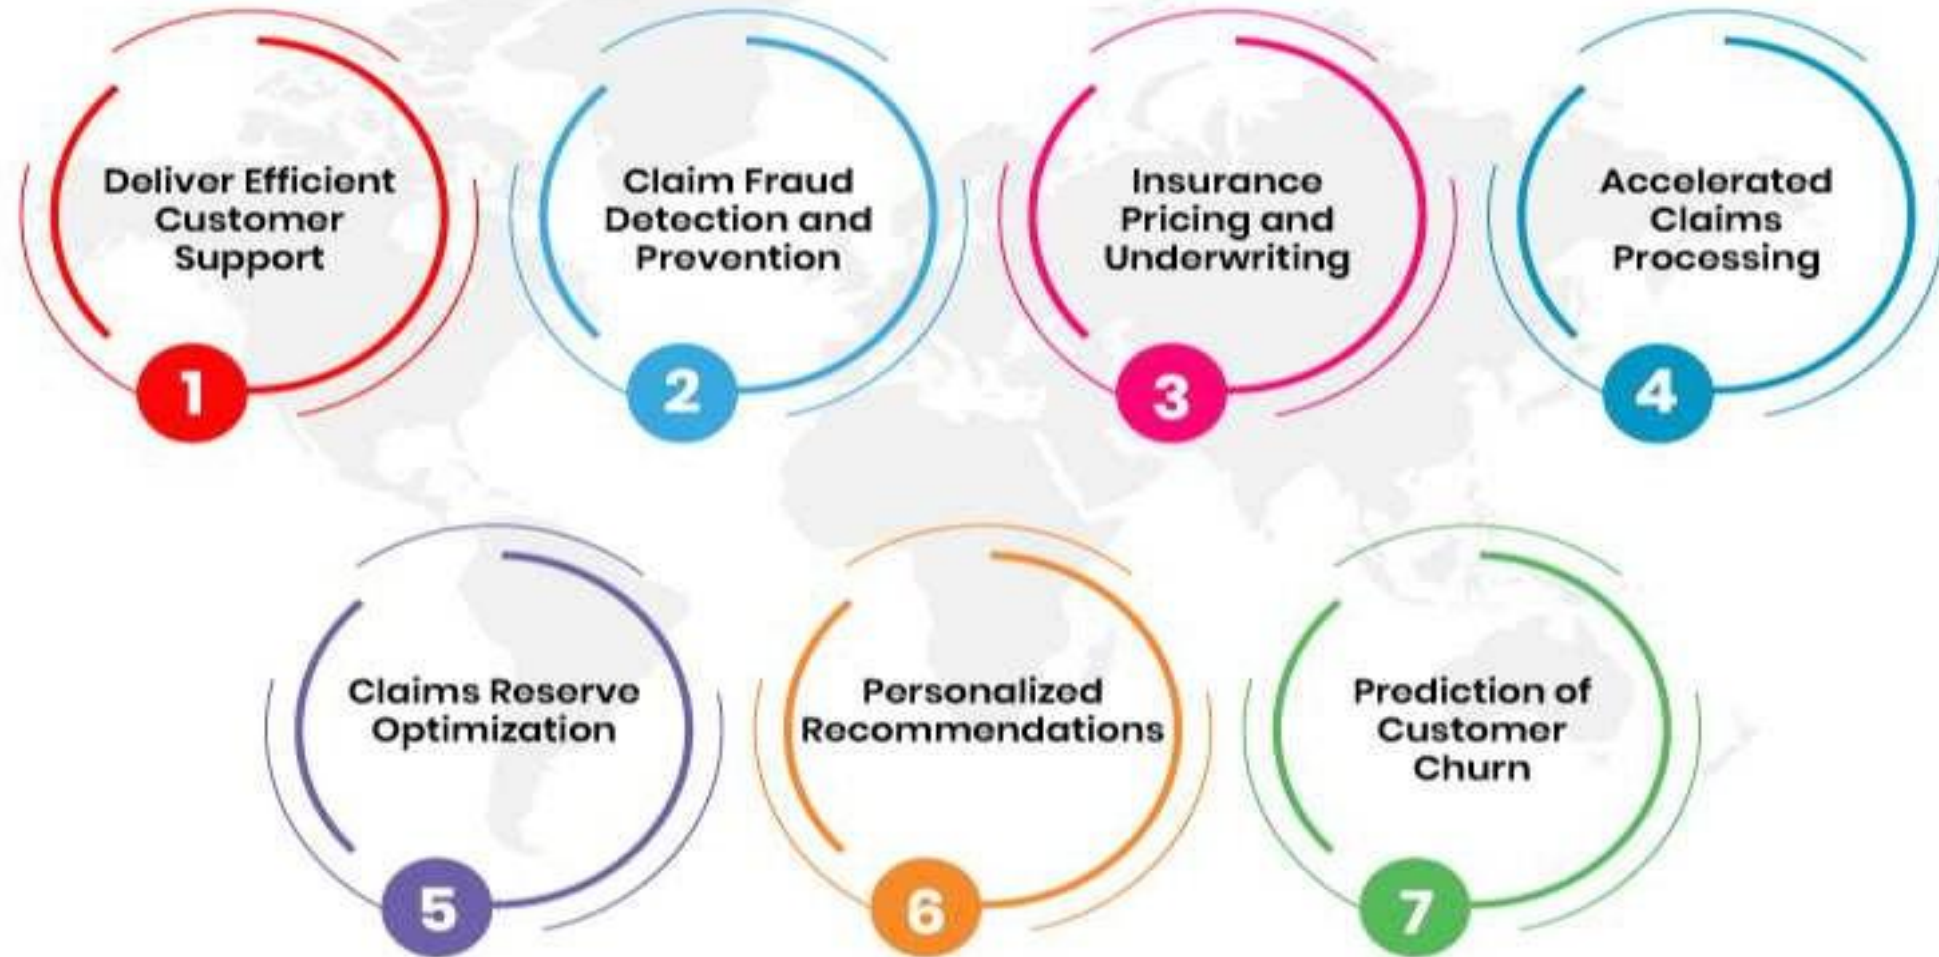 Deliver Efficient
Customer
Support
1
Claim Fraud
Detection and
Prevention
2
Insurance
Pricing and
Underwriting
3
Accelerated
Claims
Processing
4
Claims Reserve
Optimization
5
Personalized
Recommendations
6
Prediction of
Customer
Churn
7